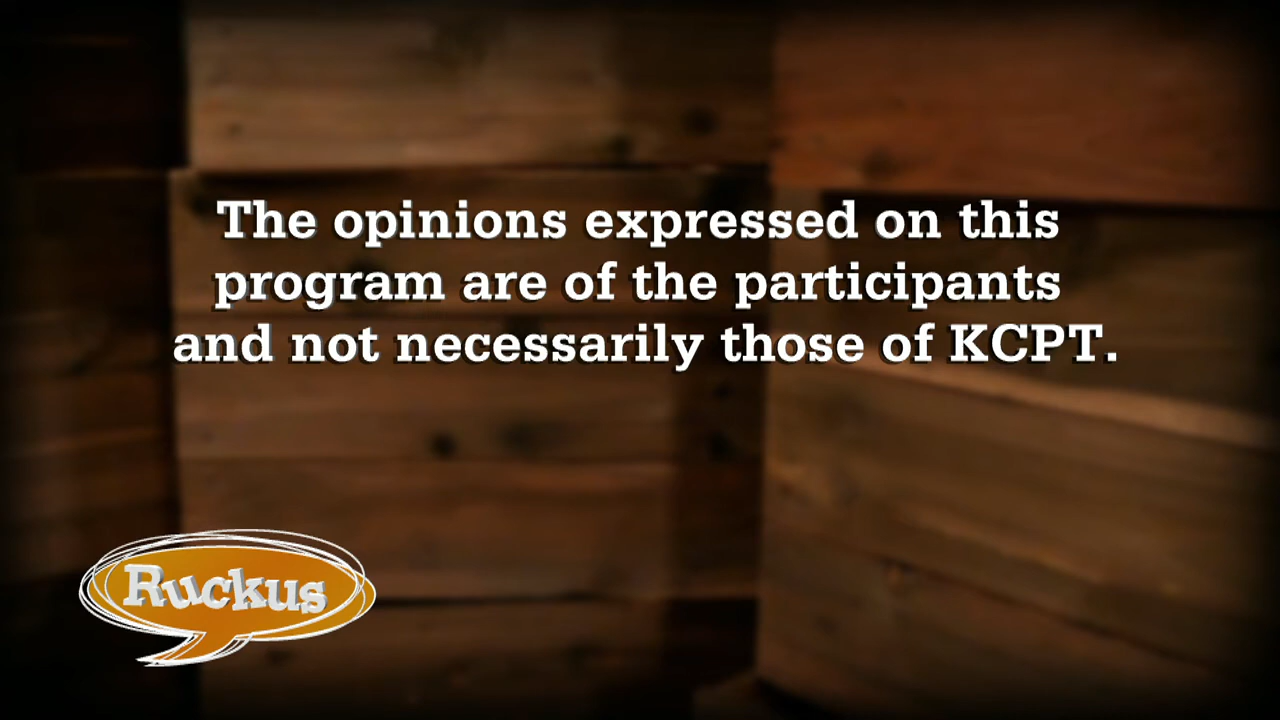 The opinions expressed on this
program are of the participants
and not necessarily those of KCPT.
Ruckus